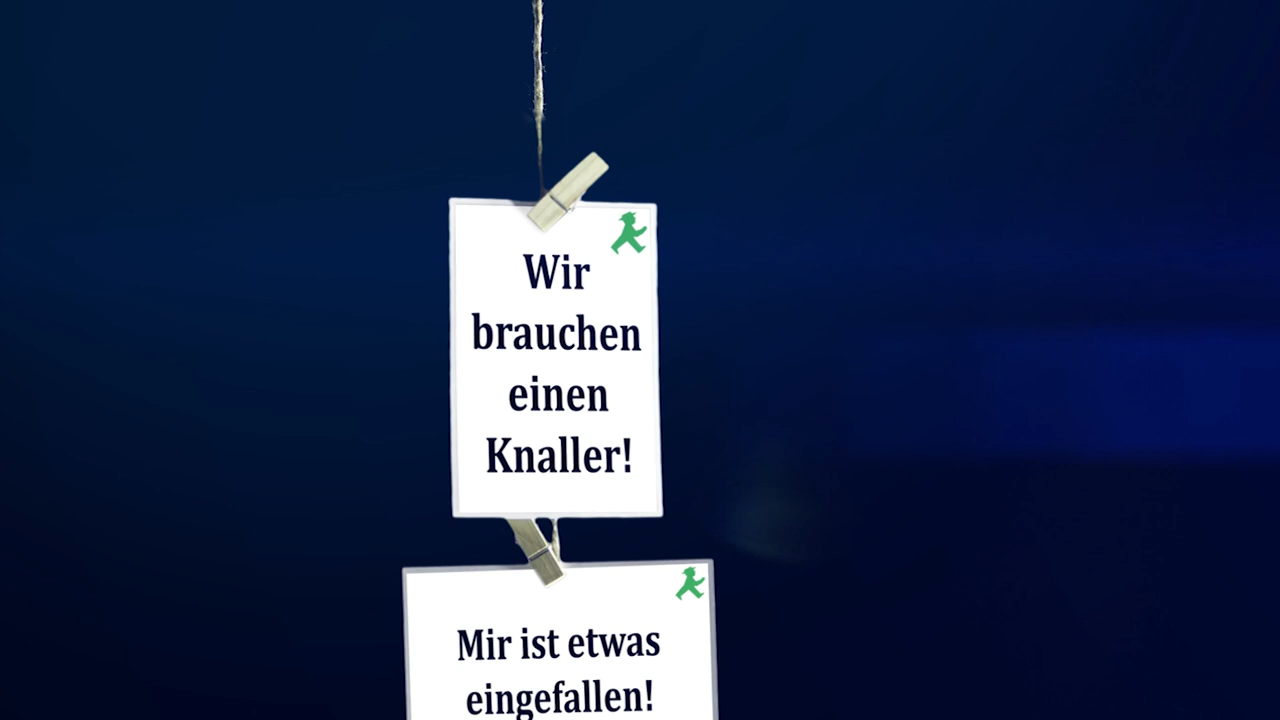 Wir
brauchen
einen
Knaller!
Mir ist etwas
eingefallen!